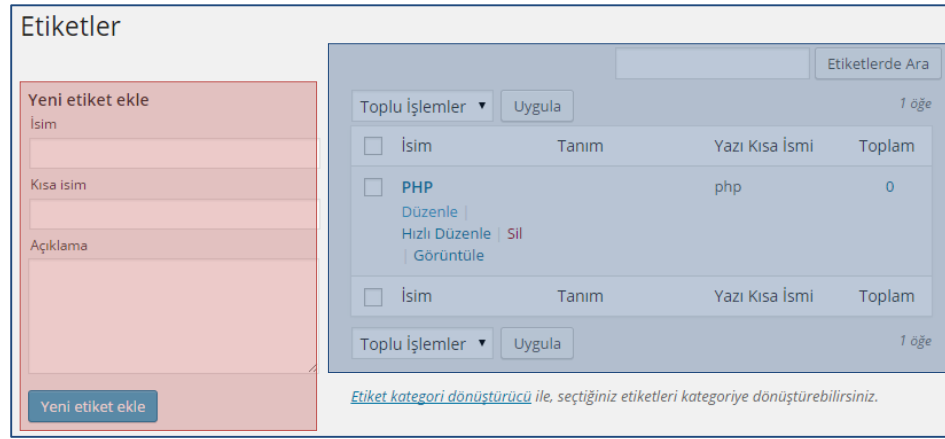 Etiketler
Yeni etiket ekle
İsim
Kısa isim
Açıklama
Yeni etiket ekle
Etiketlerde Ara
Toplu İşlemler ▼ Uygula 1 öğe
İsim Tanım Yazı Kısa İsmi Toplam
PHP php 0
Düzenle |
Hızlı Düzenle | Sil
| Görüntüle
İsim Tanım Yazı Kısa İsmi Toplam
Toplu İşlemler ▼ Uygula 1 öğe
Etiket kategori dönüştürücü ile, seçtiğiniz etiketleri kategoriye dönüştürebilirsiniz.